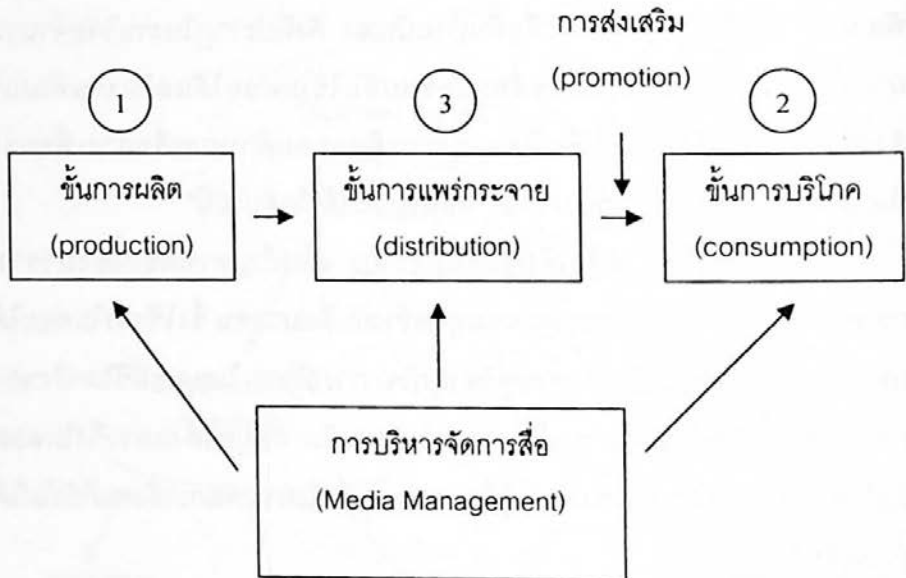 การส่งเสริม
(promotion)
1
3
2
ขั้นการผลิต
(production)
ขั้นการแพร่กระจาย
(distribution)
ขั้นการบริโภค
(consumption)
การบริหารจัดการสื่อ
(Media Management)